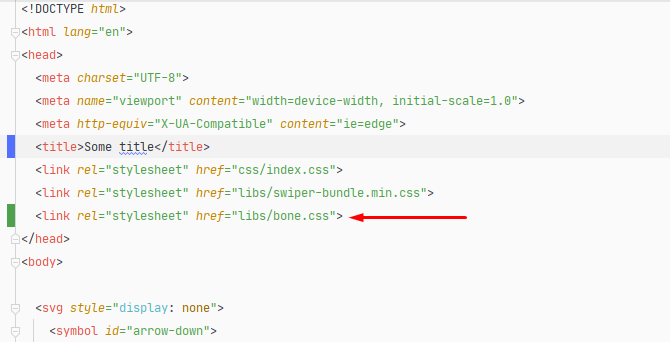 <!DOCTYPE html>
<html lang="en">
<head>
<meta charset="UTF-8">
<meta name="viewport" content="width=device-width, initial-scale=1.0">
<meta http-equiv="X-UA-Compatible" content="ie=edge">
<title>Some title</title>
<link rel="stylesheet" href="css/index.css">
<link rel="stylesheet" href="libs/swiper-bundle.min.css">
<link rel="stylesheet" href="libs/bone.css">
</head>
<body>
<svg style="display: none">
<symbol id="arrow-down">